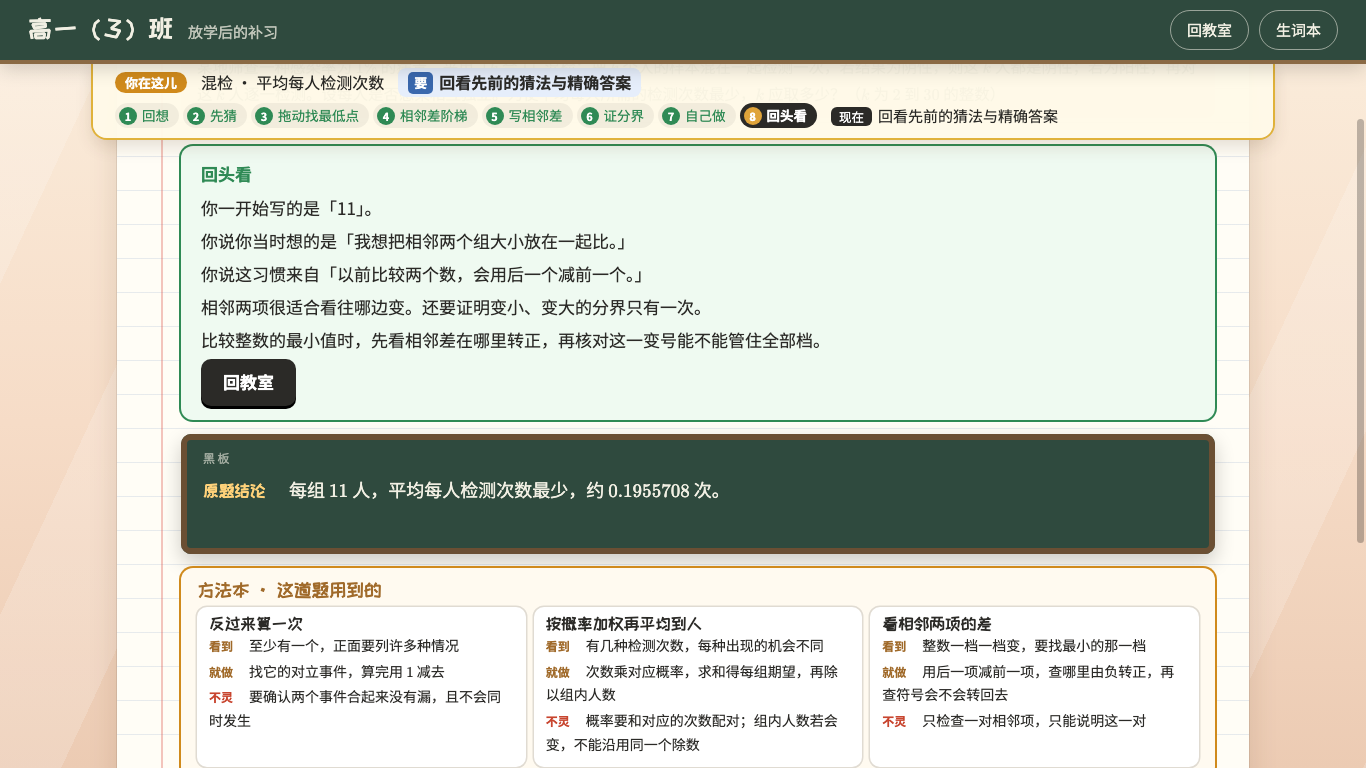 高一（3）班 放学后的补习 回教室 生词本
你在这儿 混检 · 平均每人检测次数 要 回看先前的猜法与精确答案
1 回想 2 先猜 3 拖动找最低点 4 相邻差阶梯 5 写相邻差 6 证分界 7 自己做 8 回头看 现在 回看先前的猜法与精确答案
回头看
你一开始写的是「11」。
你说你当时想的是「我想把相邻两个组大小放在一起比。」
你说这习惯来自「以前比较两个数，会用后一个减前一个。」
相邻两项很适合看往哪边变。还要证明变小、变大的分界只有一次。
比较整数的最小值时，先看相邻差在哪里转正，再核对这一变号能不能管住全部档。
回教室
黑板
原题结论 每组 11 人，平均每人检测次数最少，约 0.1955708 次。
方法本 · 这道题用到的
反过来算一次
看到 至少有一个，正面要列许多种情况
就做 找它的对立事件，算完用 1 减去
不灵 要确认两个事件合起来没有漏，且不会同
时发生
按概率加权再平均到人
看到 有几种检测次数，每种出现的机会不同
就做 次数乘对应概率，求和得每组期望，再除
以组内人数
不灵 概率要和对应的次数配对；组内人数若会
变，不能沿用同一个除数
看相邻两项的差
看到 整数一档一档变，要找最小的那一档
就做 用后一项减前一项，查哪里由负转正，再
查符号会不会转回去
不灵 只检查一对相邻项，只能说明这一对